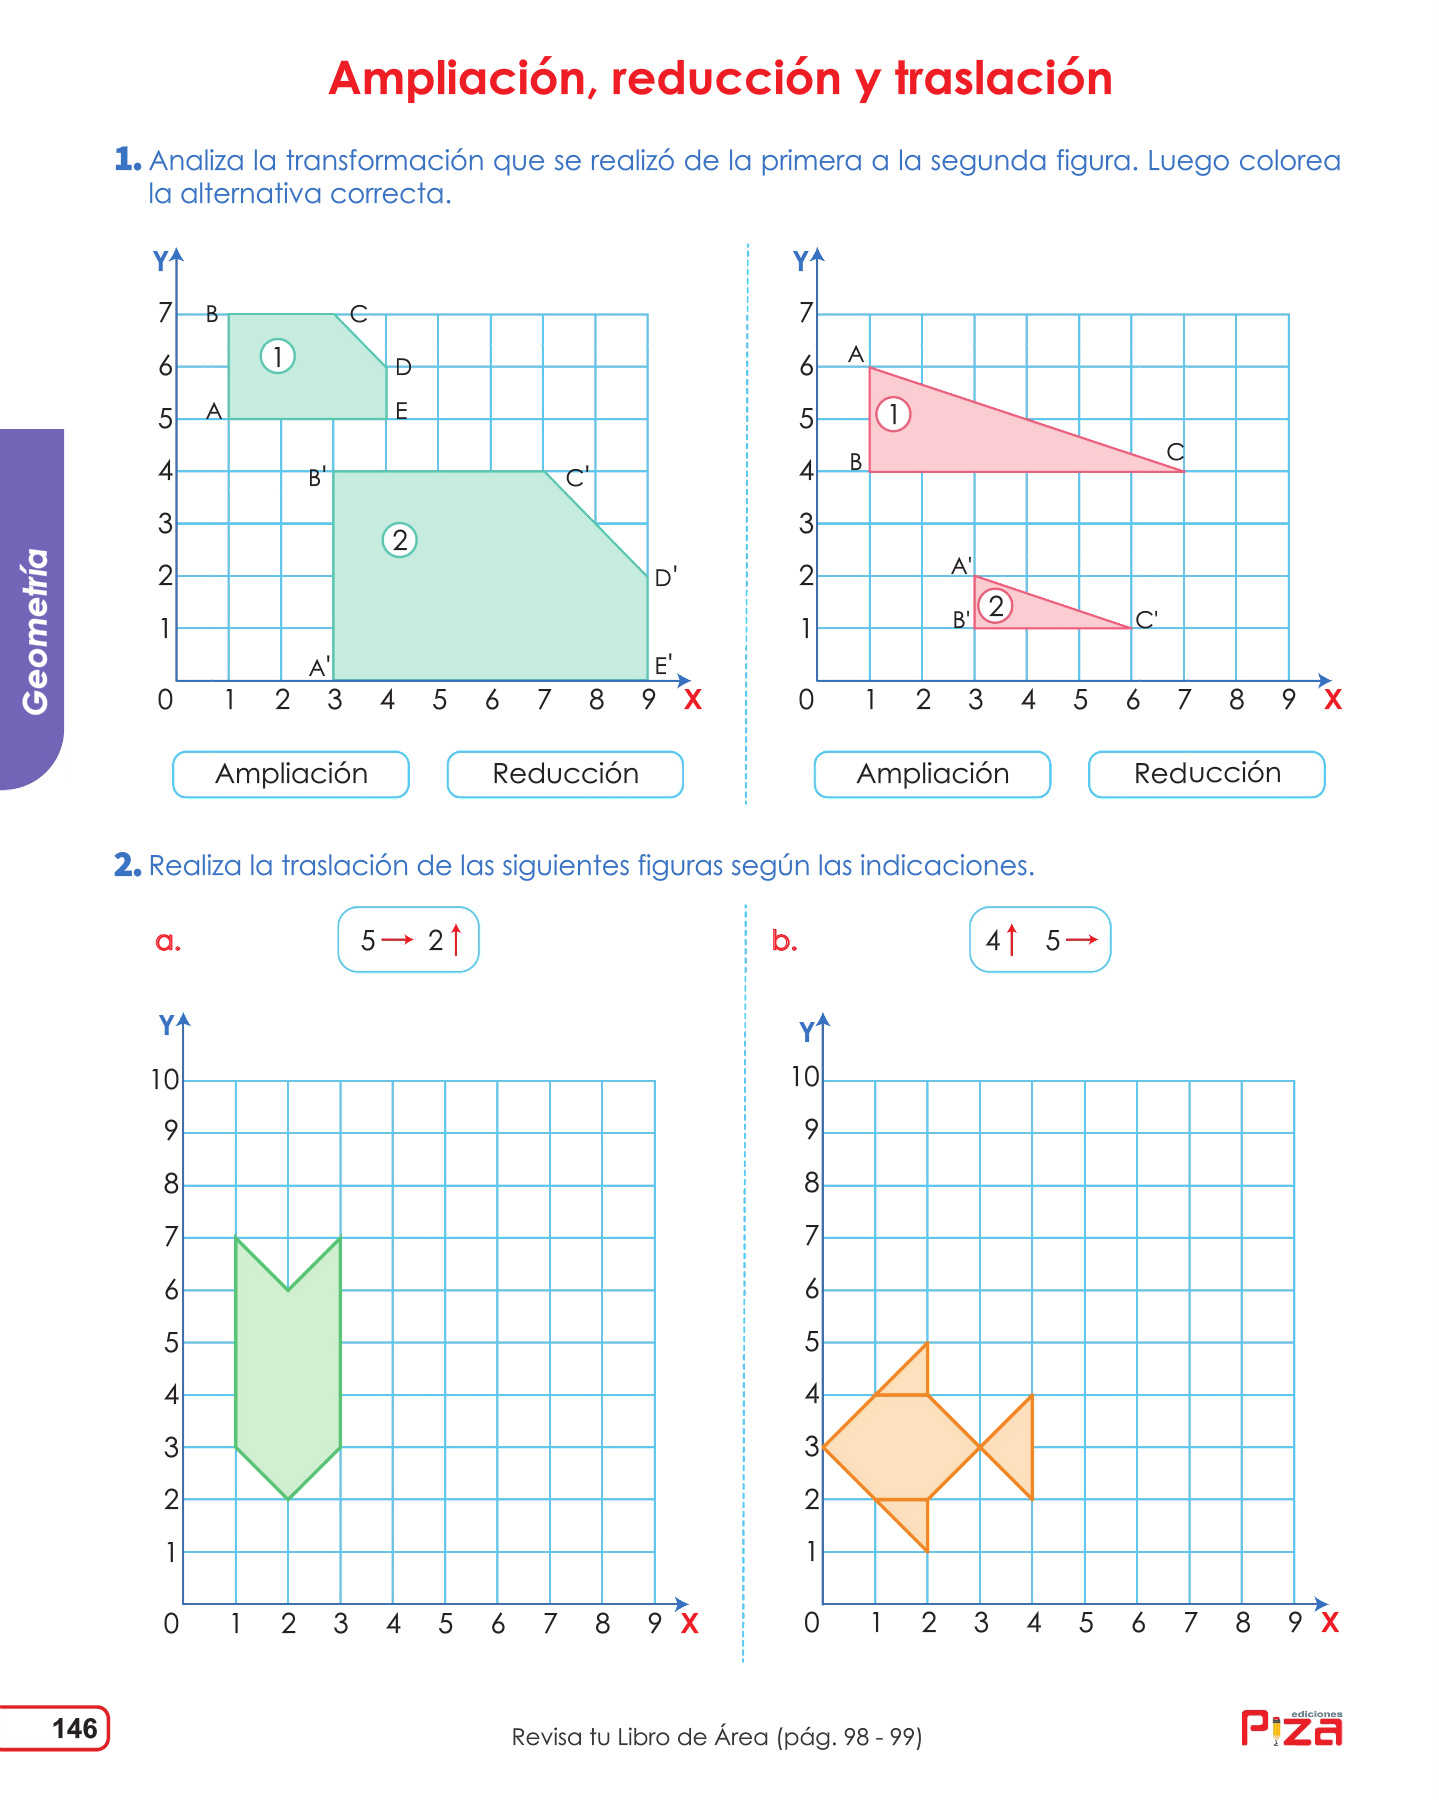 Ampliación, reducción y traslación
1. Analiza la transformación que se realizó de la primera a la segunda figura. Luego colorea
la alternativa correcta.
Y
7
6
5
4
3
2
1
0 1 2 3 4 5 6 7 8 9 X
B
C
1
D
A
E
B'
C'
2
D'
A'
E'
Ampliación
Reducción
Y
7
6
5
4
3
2
1
0 1 2 3 4 5 6 7 8 9 X
A
1
B
C
A'
2
B'
C'
Ampliación
Reducción
Geometría
2. Realiza la traslación de las siguientes figuras según las indicaciones.
a.
5 → 2 ↑
Y
10
9
8
7
6
5
4
3
2
1
0 1 2 3 4 5 6 7 8 9 X
b.
4 ↑ 5 →
Y
10
9
8
7
6
5
4
3
2
1
0 1 2 3 4 5 6 7 8 9 X
146
Revisa tu Libro de Área (pág. 98 - 99)
ediciones
Piza